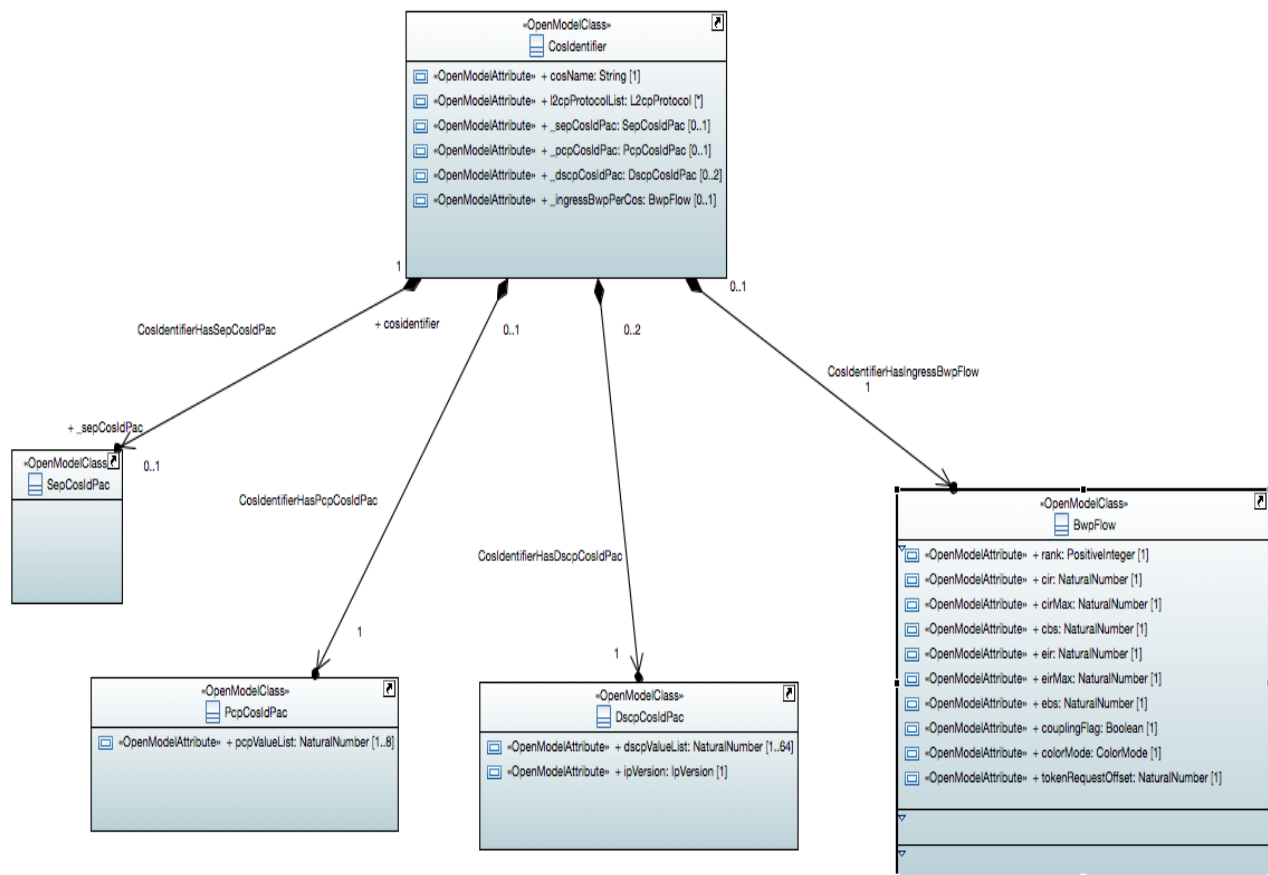 «OpenModelClass»
CosIdentifier
«OpenModelAttribute» + cosName: String [1]
«OpenModelAttribute» + l2cpProtocolList: L2cpProtocol [*]
«OpenModelAttribute» + _sepCosIdPac: SepCosIdPac [0..1]
«OpenModelAttribute» + _pcpCosIdPac: PcpCosIdPac [0..1]
«OpenModelAttribute» + _dscpCosIdPac: DscpCosIdPac [0..2]
«OpenModelAttribute» + _ingressBwpPerCos: BwpFlow [0..1]
1
0..1
+ cosidentifier
CosIdentifierHasSepCosIdPac
0..1
0..2
CosIdentifierHasIngressBwpFlow
1
+ _sepCosIdPac
0..1
«OpenModelClass
SepCosIdPac
CosIdentifierHasPcpCosIdPac
CosIdentifierHasDscpCosIdPac
1
1
«OpenModelClass»
PcpCosIdPac
«OpenModelAttribute» + pcpValueList: NaturalNumber [1..8]
«OpenModelClass»
DscpCosIdPac
«OpenModelAttribute» + dscpValueList: NaturalNumber [1..64]
«OpenModelAttribute» + ipVersion: IpVersion [1]
«OpenModelClass»
BwpFlow
«OpenModelAttribute» + rank: PositiveInteger [1]
«OpenModelAttribute» + cir: NaturalNumber [1]
«OpenModelAttribute» + cirMax: NaturalNumber [1]
«OpenModelAttribute» + cbs: NaturalNumber [1]
«OpenModelAttribute» + eir: NaturalNumber [1]
«OpenModelAttribute» + eirMax: NaturalNumber [1]
«OpenModelAttribute» + ebs: NaturalNumber [1]
«OpenModelAttribute» + couplingFlag: Boolean [1]
«OpenModelAttribute» + colorMode: ColorMode [1]
«OpenModelAttribute» + tokenRequestOffset: NaturalNumber [1]